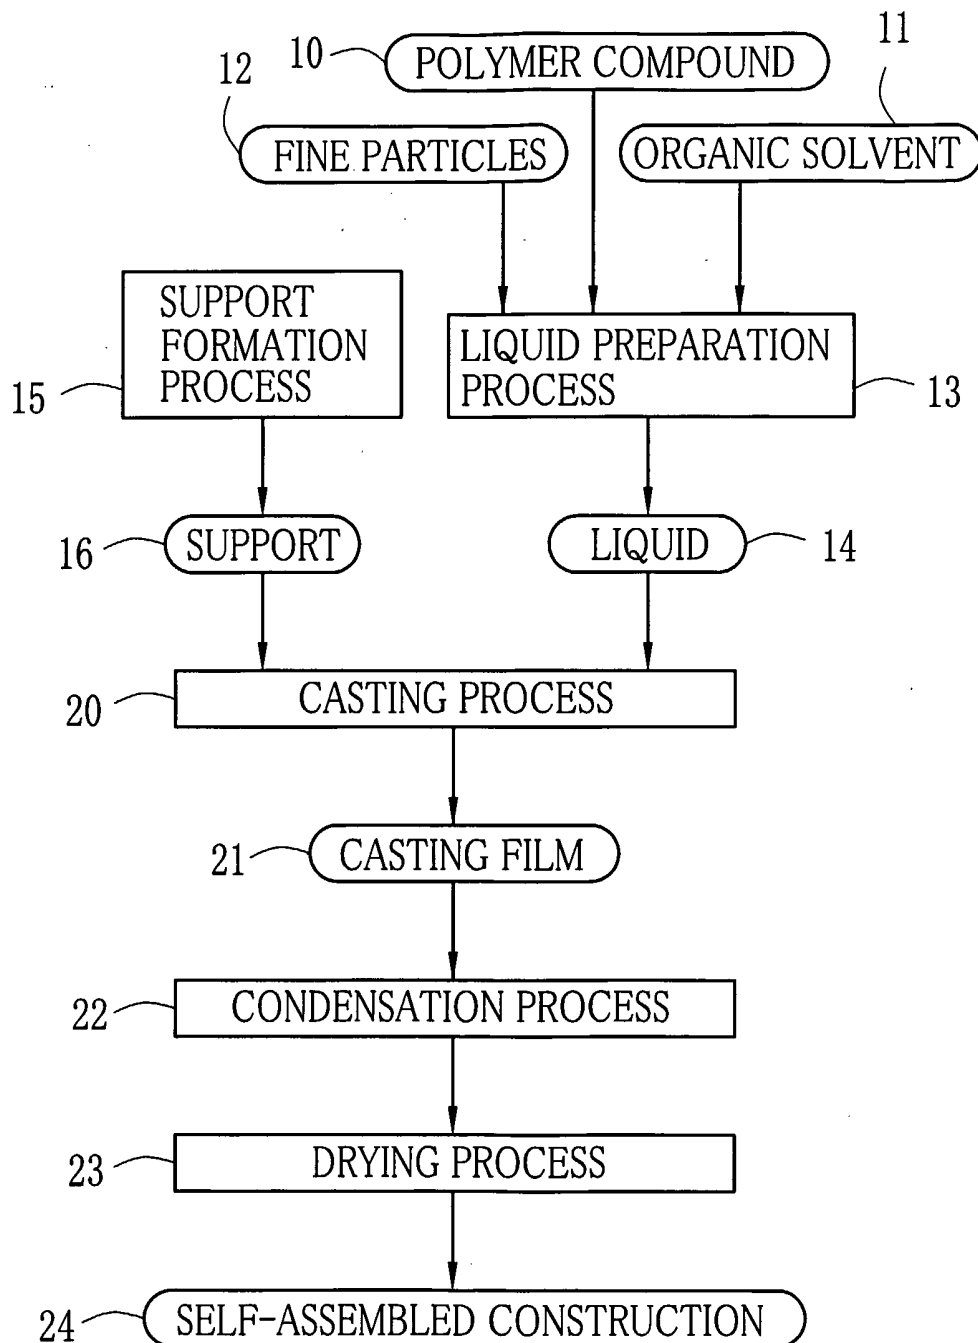 10
POLYMER COMPOUND
11
12
FINE PARTICLES
ORGANIC SOLVENT
SUPPORT
FORMATION
PROCESS
15
LIQUID PREPARATION
PROCESS
13
16
SUPPORT
LIQUID
14
20
CASTING PROCESS
21
CASTING FILM
22
CONDENSATION PROCESS
23
DRYING PROCESS
24
SELF-ASSEMBLED CONSTRUCTION